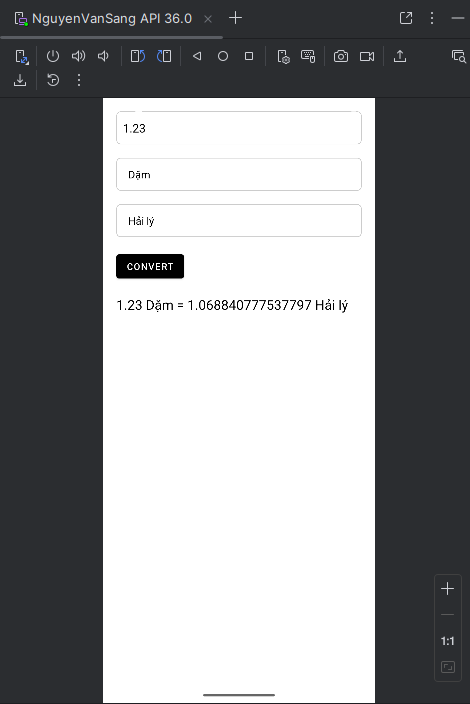 NguyenVanSang API 36.0
1:1
1.23
Dặm
Hải lý
CONVERT
1.23 Dặm = 1.068840777537797 Hải lý